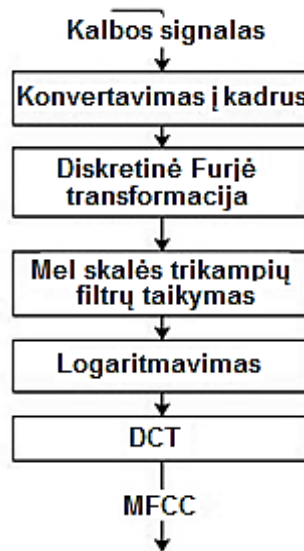 Kalbos signalas
Konvertavimas į kadrus
Diskretinė Furjė
transformacija
Mel skalės trikampių
filtrų taikymas
Logaritmavimas
DCT
MFCC